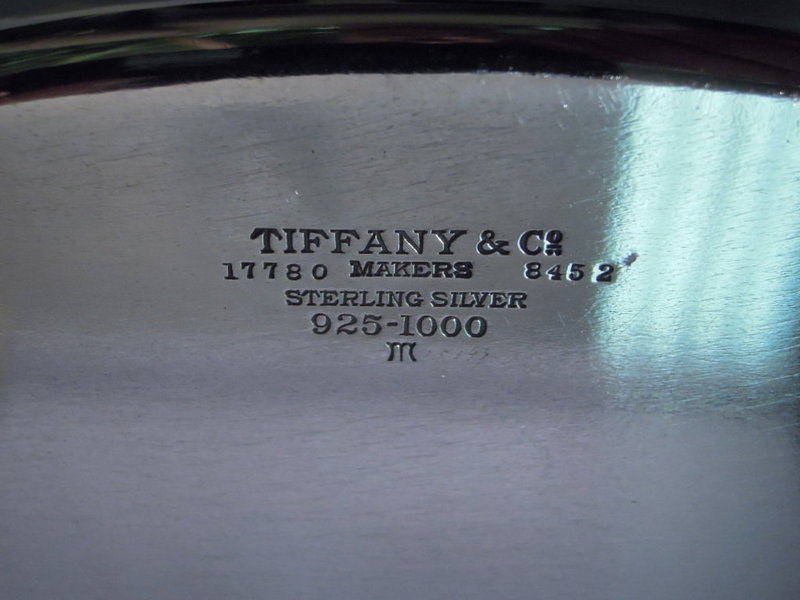 TIFFANY & Co
17780 MAKERS 8452
STERLING SILVER
925-1000
m